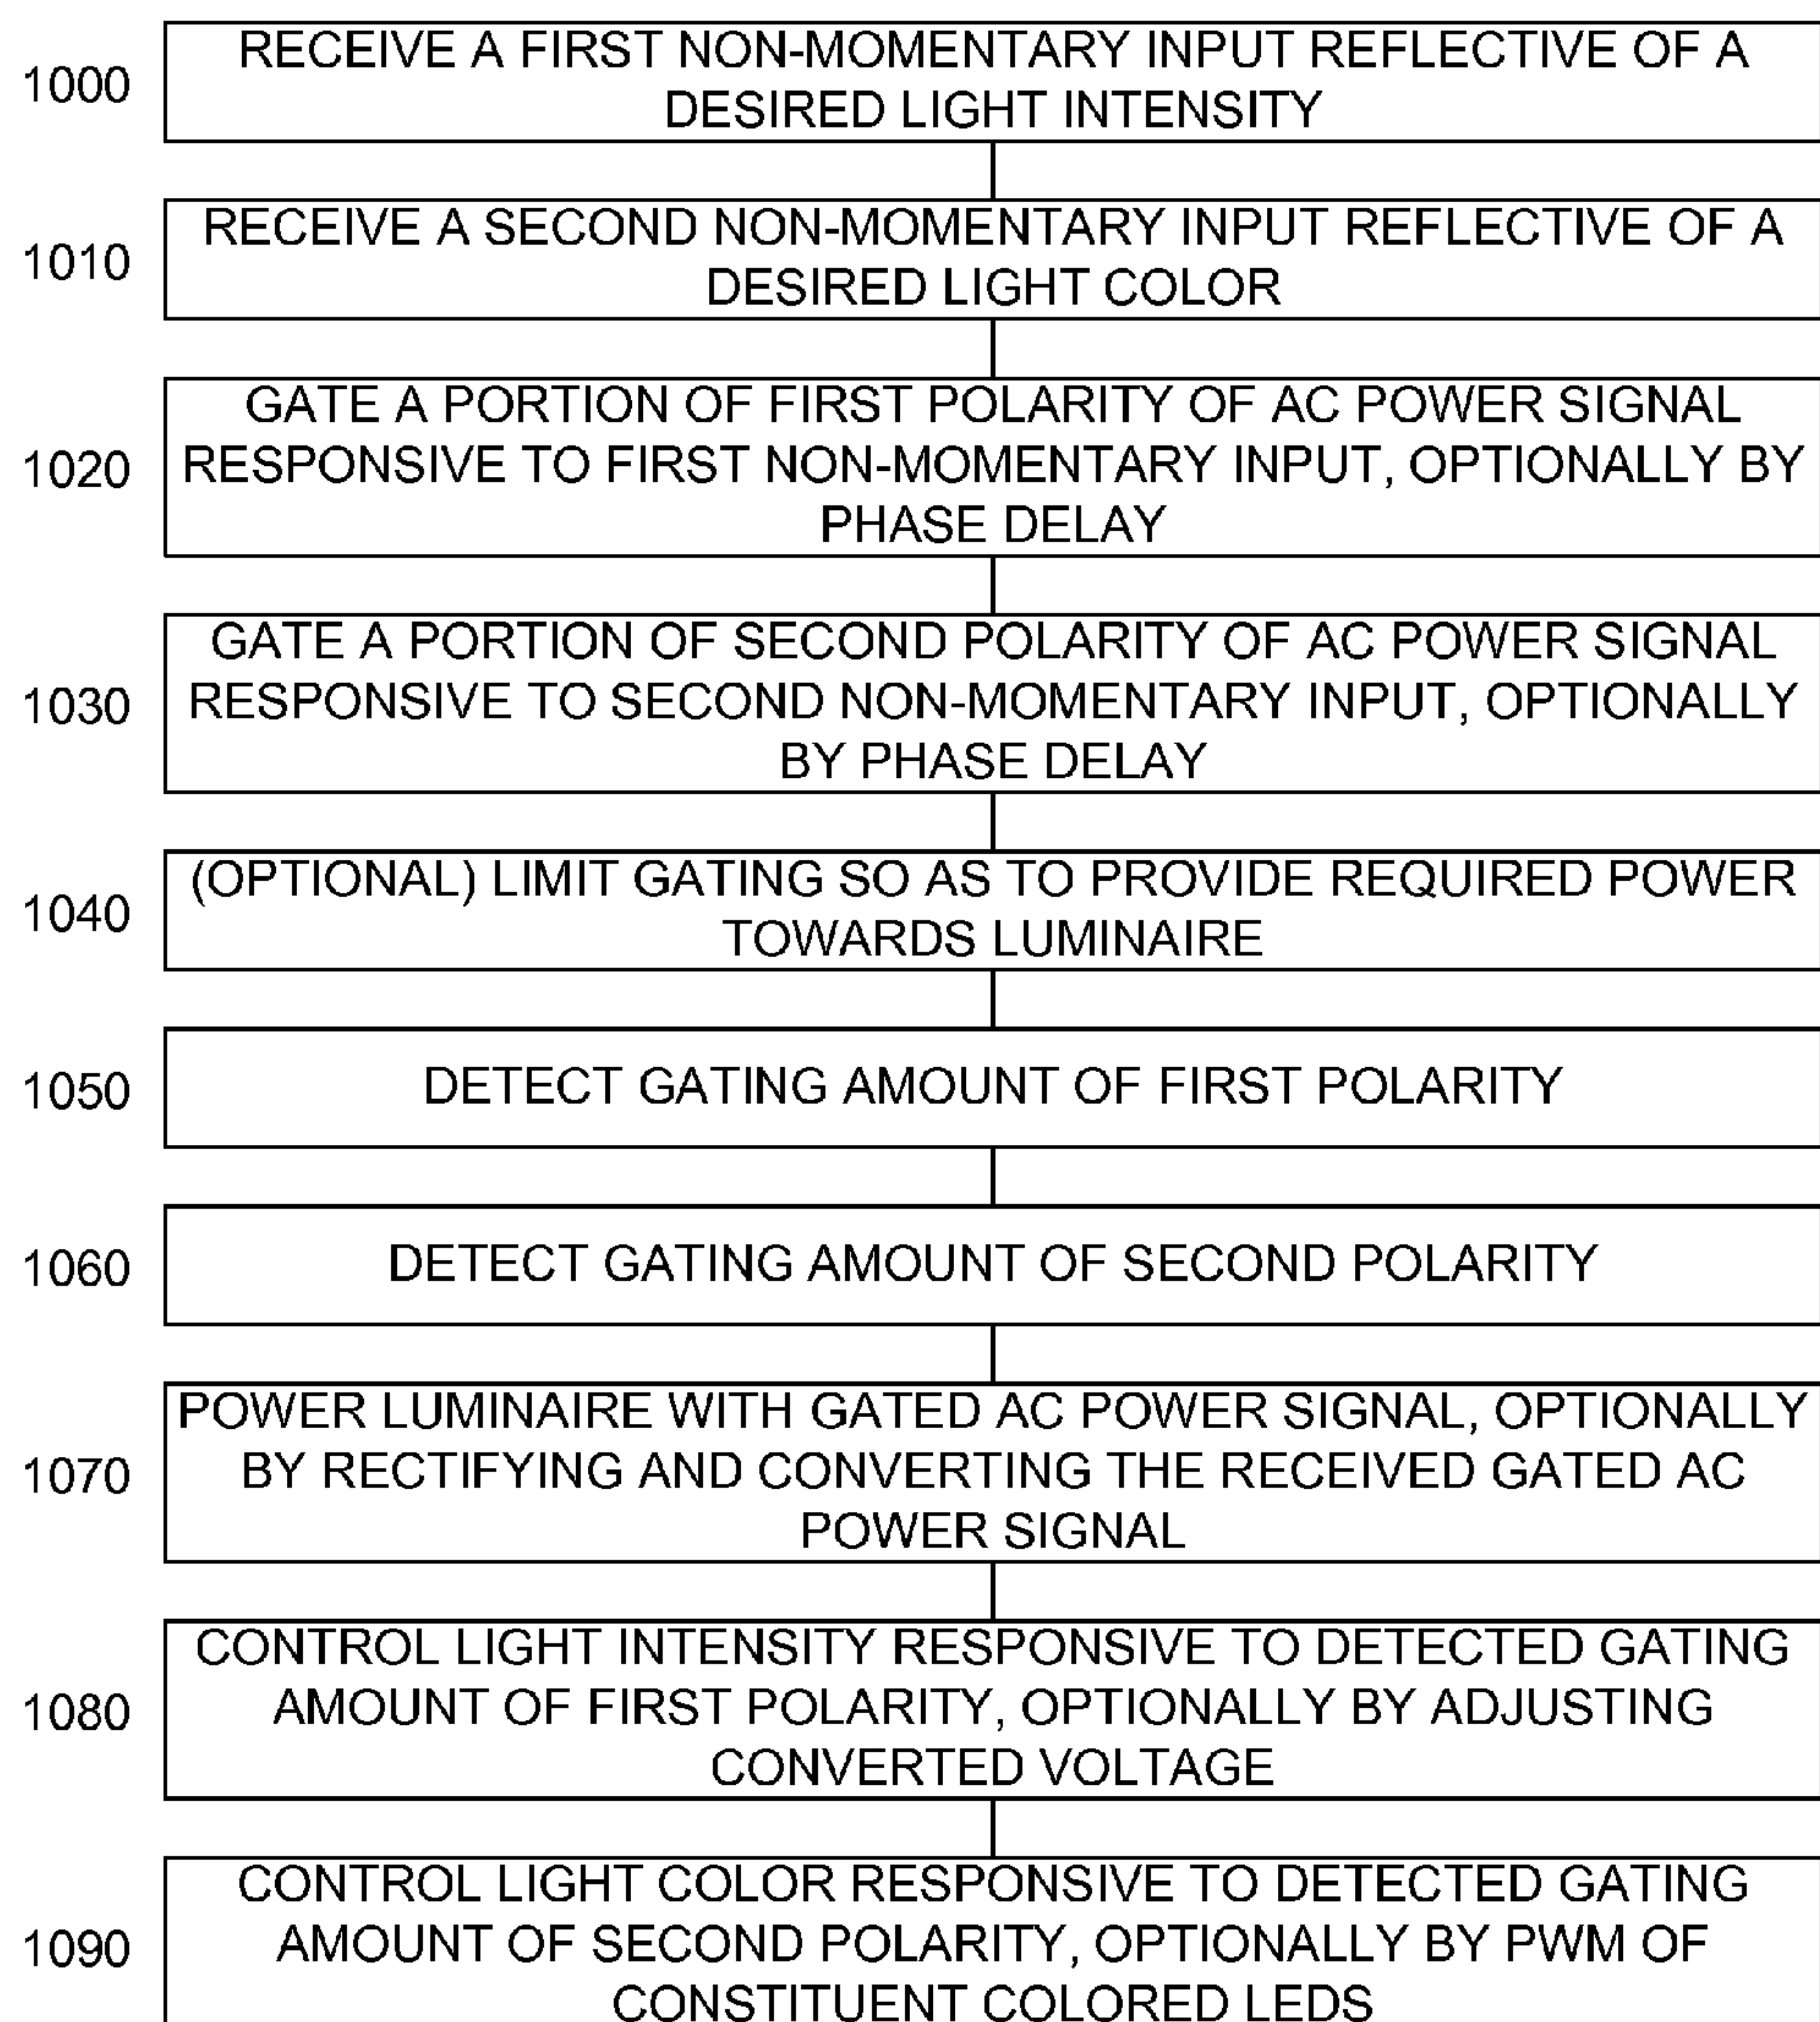 1000
RECEIVE A FIRST NON-MOMENTARY INPUT REFLECTIVE OF A
DESIRED LIGHT INTENSITY
1010
RECEIVE A SECOND NON-MOMENTARY INPUT REFLECTIVE OF A
DESIRED LIGHT COLOR
1020
GATE A PORTION OF FIRST POLARITY OF AC POWER SIGNAL
RESPONSIVE TO FIRST NON-MOMENTARY INPUT, OPTIONALLY BY
PHASE DELAY
1030
GATE A PORTION OF SECOND POLARITY OF AC POWER SIGNAL
RESPONSIVE TO SECOND NON-MOMENTARY INPUT, OPTIONALLY
BY PHASE DELAY
1040
(OPTIONAL) LIMIT GATING SO AS TO PROVIDE REQUIRED POWER
TOWARDS LUMINAIRE
1050
DETECT GATING AMOUNT OF FIRST POLARITY
1060
DETECT GATING AMOUNT OF SECOND POLARITY
1070
POWER LUMINAIRE WITH GATED AC POWER SIGNAL, OPTIONALLY
BY RECTIFYING AND CONVERTING THE RECEIVED GATED AC
POWER SIGNAL
1080
CONTROL LIGHT INTENSITY RESPONSIVE TO DETECTED GATING
AMOUNT OF FIRST POLARITY, OPTIONALLY BY ADJUSTING
CONVERTED VOLTAGE
1090
CONTROL LIGHT COLOR RESPONSIVE TO DETECTED GATING
AMOUNT OF SECOND POLARITY, OPTIONALLY BY PWM OF
CONSTITUENT COLORED LEDS